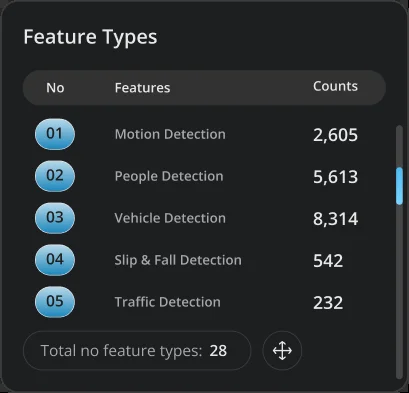 Feature Types
No Features Counts
01 Motion Detection 2,605
02 People Detection 5,613
03 Vehicle Detection 8,314
04 Slip & Fall Detection 542
05 Traffic Detection 232
Total no feature types: 28